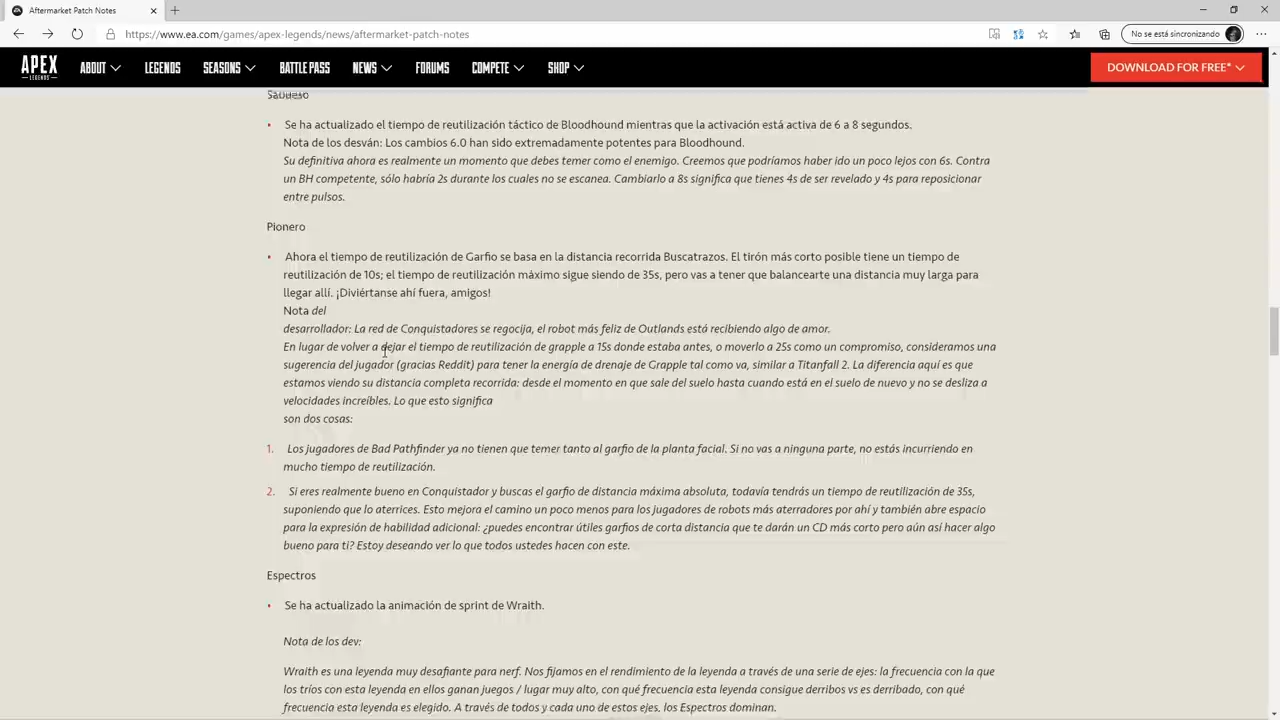 Aftermarket Patch Notes
https://www.ea.com/games/apex-legends/news/aftermarket-patch-notes
No se está sincronizando
APEX
LEGENDS
ABOUT
LEGENDS
SEASONS
BATTLE PASS
NEWS
FORUMS
COMPETE
SHOP
DOWNLOAD FOR FREE*
Sabueso
• Se ha actualizado el tiempo de reutilización táctico de Bloodhound mientras que la activación está activa de 6 a 8 segundos.
Nota de los desván: Los cambios 6.0 han sido extremadamente potentes para Bloodhound.
Su definitiva ahora es realmente un momento que debes temer como el enemigo. Creemos que podríamos haber ido un poco lejos con 6s. Contra
un BH competente, sólo habría 2s durante los cuales no se escanea. Cambiarlo a 8s significa que tienes 4s de ser revelado y 4s para reposicionar
entre pulsos.
Pionero
• Ahora el tiempo de reutilización de Garfio se basa en la distancia recorrida Buscatrazos. El tirón más corto posible tiene un tiempo de
reutilización de 10s; el tiempo de reutilización máximo sigue siendo de 35s, pero vas a tener que balancearte una distancia muy larga para
llegar allí. ¡Diviértanse ahí fuera, amigos!
Nota del
desarrollador: La red de Conquistadores se regocija, el robot más feliz de Outlands está recibiendo algo de amor.
En lugar de volver a dejar el tiempo de reutilización de grapple a 15s donde estaba antes, o moverlo a 25s como un compromiso, consideramos una
sugerencia del jugador (gracias Reddit) para tener la energía de drenaje de Grapple tal como va, similar a Titanfall 2. La diferencia aquí es que
estamos viendo su distancia completa recorrida: desde el momento en que sale del suelo hasta cuando está en el suelo de nuevo y no se desliza a
velocidades increíbles. Lo que esto significa
son dos cosas:
1. Los jugadores de Bad Pathfinder ya no tienen que temer tanto al garfio de la planta facial. Si no vas a ninguna parte, no estás incurriendo en
mucho tiempo de reutilización.
2. Si eres realmente bueno en Conquistador y buscas el garfio de distancia máxima absoluta, todavía tendrás un tiempo de reutilización de 35s,
suponiendo que lo aterrices. Esto mejora el camino un poco menos para los jugadores de robots más aterradores por ahí y también abre espacio
para la expresión de habilidad adicional: ¿puedes encontrar útiles garfios de corta distancia que te darán un CD más corto pero aún así hacer algo
bueno para ti? Estoy deseando ver lo que todos ustedes hacen con este.
Espectros
• Se ha actualizado la animación de sprint de Wraith.
Nota de los dev:
Wraith es una leyenda muy desafiante para nerf. Nos fijamos en el rendimiento de la leyenda a través de una serie de ejes: la frecuencia con la que
los tríos con esta leyenda en ellos ganan juegos / lugar muy alto, con qué frecuencia esta leyenda consigue derribos vs es derribado, con qué
frecuencia esta leyenda es elegido. A través de todos y cada uno de estos ejes, los Espectros dominan.